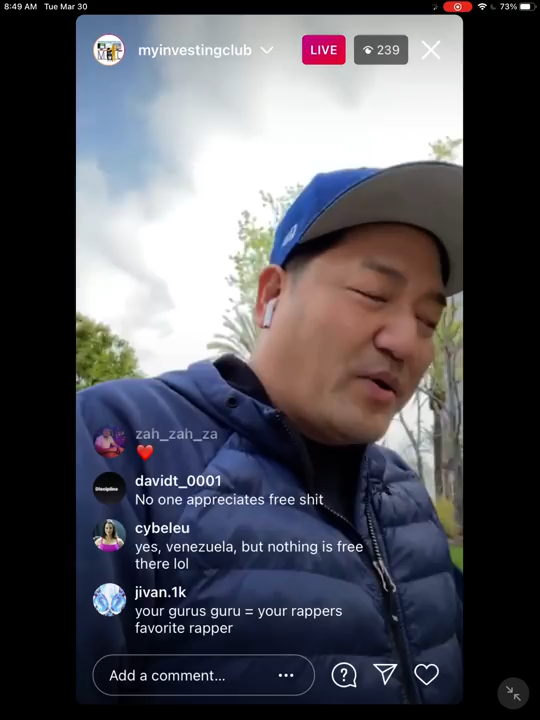 8:49 AM Tue Mar 30
73%
myinvestingclub
LIVE
239
zah_zah_za
❤️
davidt_0001
No one appreciates free shit
cybeleu
yes, venezuela, but nothing is free
there lol
jivan.1k
your gurus guru = your rappers
favorite rapper
Add a comment...